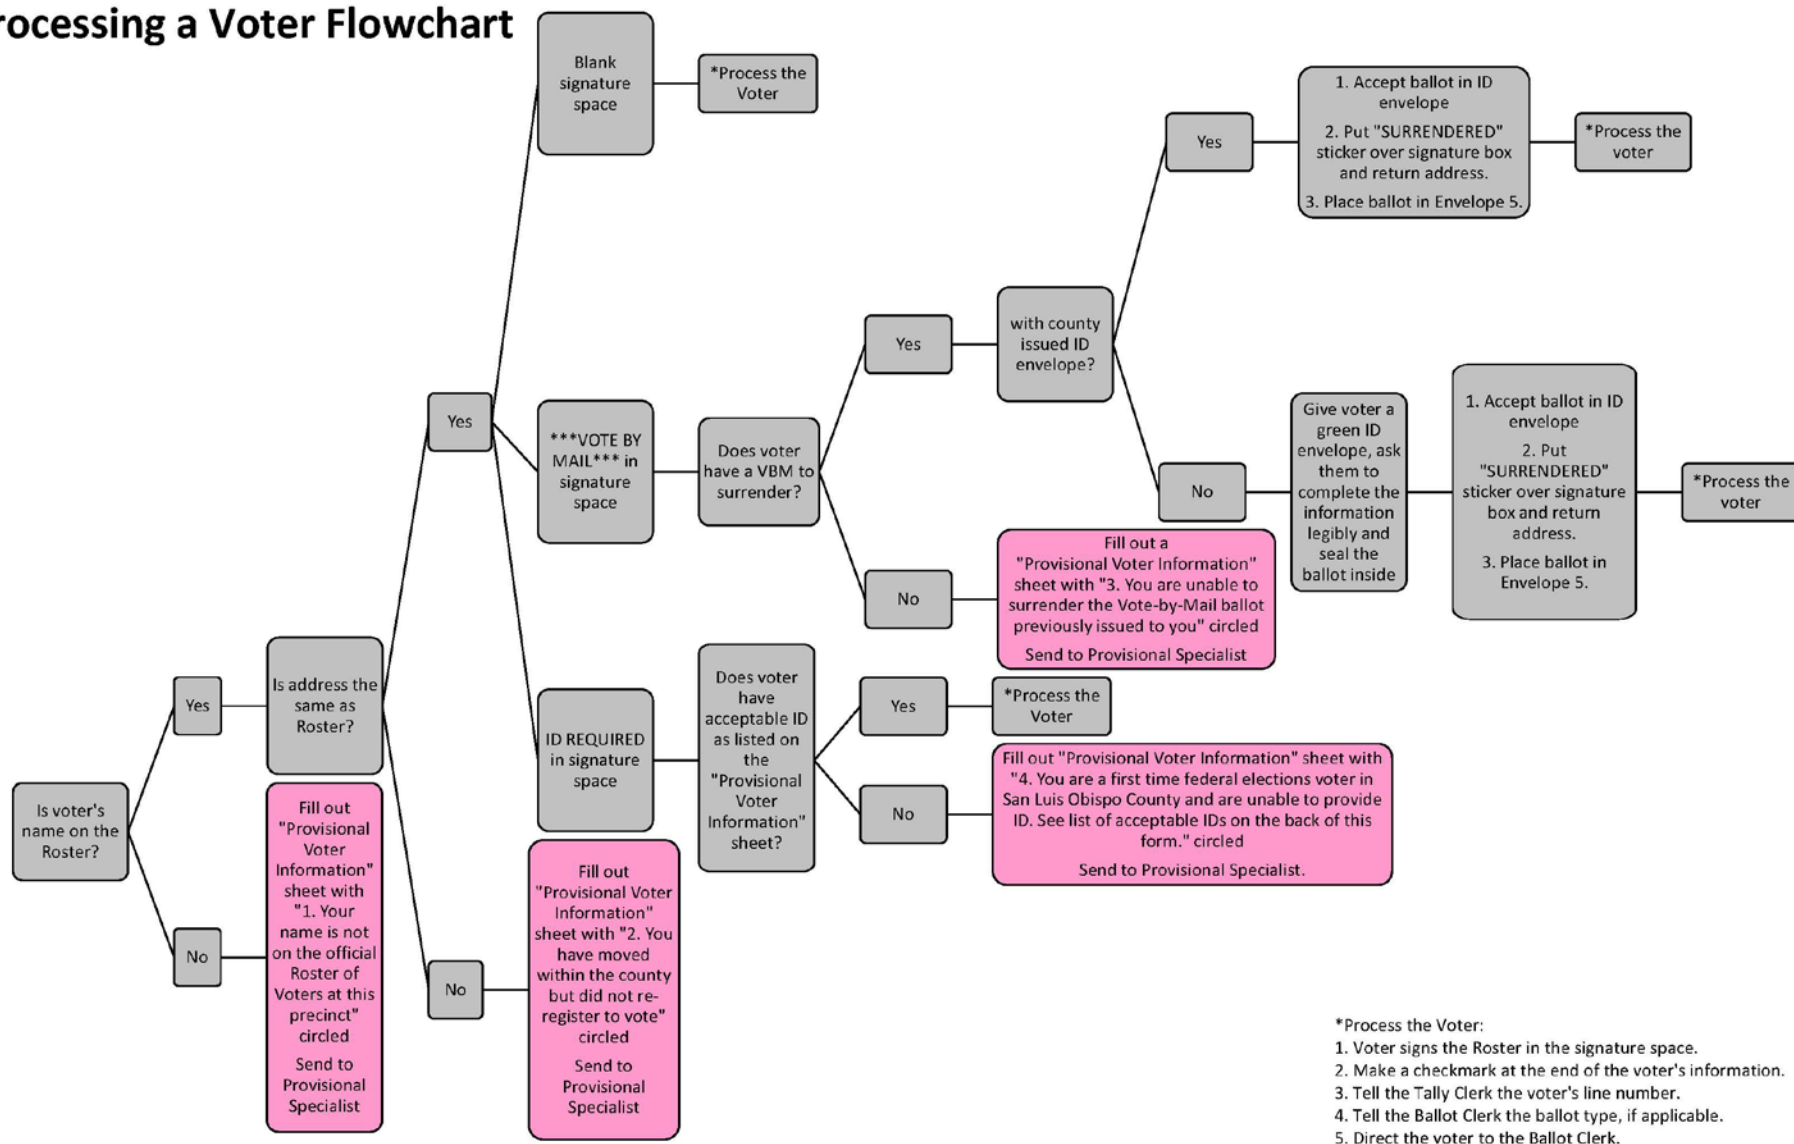 rocessing a Voter Flowchart
Blank
signature
space
*Process the
Voter
Yes
1. Accept ballot in ID
envelope
2. Put "SURRENDERED"
sticker over signature box
and return address.
3. Place ballot in Envelope 5.
*Process the
voter
Yes
with county
issued ID
envelope?
Yes
***VOTE BY
MAIL*** in
signature
space
Does voter
have a VBM to
surrender?
No
Give voter a
green ID
envelope, ask
them to
complete the
information
legibly and
seal the
ballot inside
1. Accept ballot in ID
envelope
2. Put
"SURRENDERED"
sticker over signature
box and return
address.
3. Place ballot in
Envelope 5.
*Process the
voter
No
Fill out a
"Provisional Voter Information"
sheet with "3. You are unable to
surrender the Vote-by-Mail ballot
previously issued to you" circled
Send to Provisional Specialist
Is voter's
name on the
Roster?
Yes
Is address the
same as
Roster?
ID REQUIRED
in signature
space
Does voter
have
acceptable ID
as listed on
the
"Provisional
Voter
Information"
sheet?
Yes
*Process the
Voter
No
Fill out "Provisional Voter Information" sheet with
"4. You are a first time federal elections voter in
San Luis Obispo County and are unable to provide
ID. See list of acceptable IDs on the back of this
form." circled
Send to Provisional Specialist.
No
Fill out
"Provisional
Voter
Information"
sheet with
"1. Your
name is not
on the official
Roster of
Voters at this
precinct"
circled
Send to
Provisional
Specialist
No
Fill out
"Provisional Voter
Information"
sheet with "2. You
have moved
within the county
but did not re-
register to vote"
circled
Send to
Provisional
Specialist
*Process the Voter:
1. Voter signs the Roster in the signature space.
2. Make a checkmark at the end of the voter's information.
3. Tell the Tally Clerk the voter's line number.
4. Tell the Ballot Clerk the ballot type, if applicable.
5. Direct the voter to the Ballot Clerk.